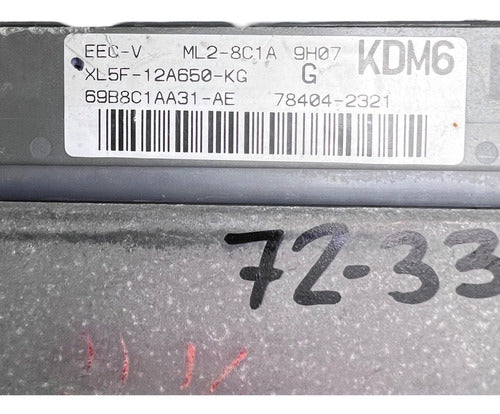 EEC-V ML2-8C1A 9H07 KDM6
XL5F-12A650-KG G
69B8C1AA31-AE 78404-2321
72-33